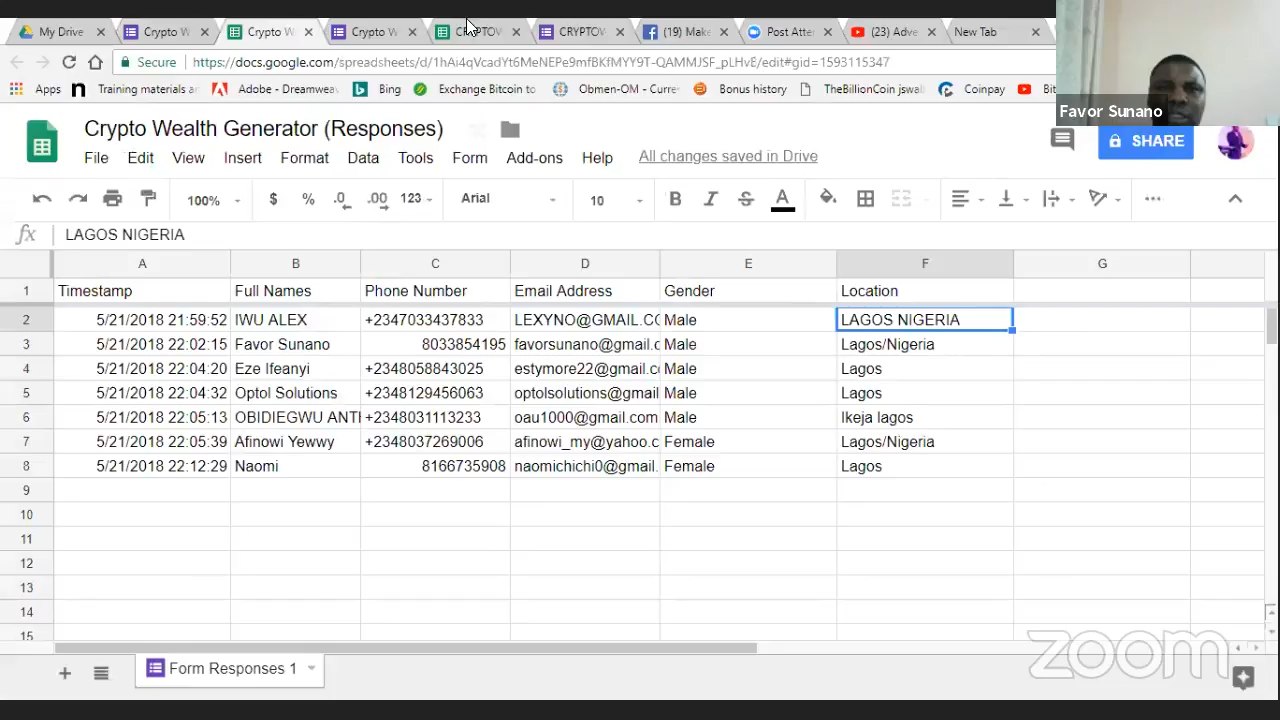 My Drive Crypto W Crypto W Crypto W CRYPTOV CRYPTOV (19) Make Post Atte (23) Adve New Tab
Secure https://docs.google.com/spreadsheets/d/1hAi4qVcadYt6MeNEPe9mfBKfMYY9T-QAMMJSF_pLHvE/edit#gid=1593115347
Apps Training materials a Adobe - Dreamwea Bing Exchange Bitcoin to Obmen-OM - Curre Bonus history TheBillionCoin jswal Coinpay Bit
Favor Sunano
Crypto Wealth Generator (Responses)
SHARE
File Edit View Insert Format Data Tools Form Add-ons Help All changes saved in Drive
100% $ % .0 .00 123 Arial 10 B I S A
fx LAGOS NIGERIA
A B C D E F G
1 Timestamp Full Names Phone Number Email Address Gender Location
2 5/21/2018 21:59:52 IWU ALEX +2347033437833 LEXYNO@GMAIL.CO Male LAGOS NIGERIA
3 5/21/2018 22:02:15 Favor Sunano 8033854195 favorsunano@gmail.c Male Lagos/Nigeria
4 5/21/2018 22:04:20 Eze Ifeanyi +2348058843025 estymore22@gmail.co Male Lagos
5 5/21/2018 22:04:32 Optol Solutions +2348129456063 optolsolutions@gmail Male Lagos
6 5/21/2018 22:05:13 OBIDIEGWU ANTH +2348031113233 oau1000@gmail.com Male Ikeja lagos
7 5/21/2018 22:05:39 Afinowi Yewwy +2348037269006 afinowi_my@yahoo.c Female Lagos/Nigeria
8 5/21/2018 22:12:29 Naomi 8166735908 naomichichi0@gmail. Female Lagos
9
10
11
12
13
14
15
Form Responses 1
zoom